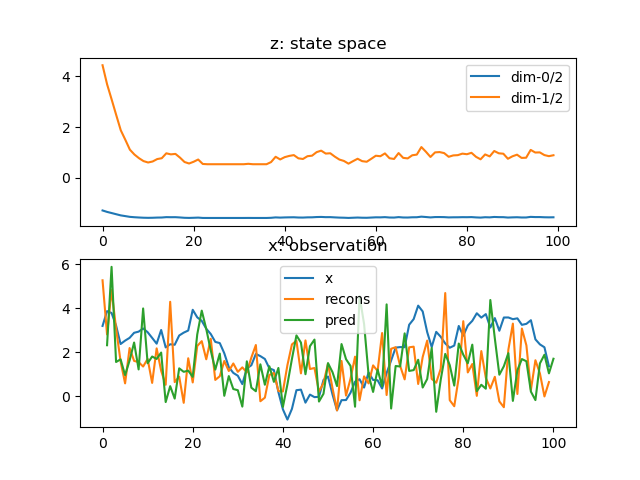 z: state space
4
2
0
dim-0/2
dim-1/2
0 20 40 60 80 100
x: observation
6
4
2
0
x
recons
pred
0 20 40 60 80 100